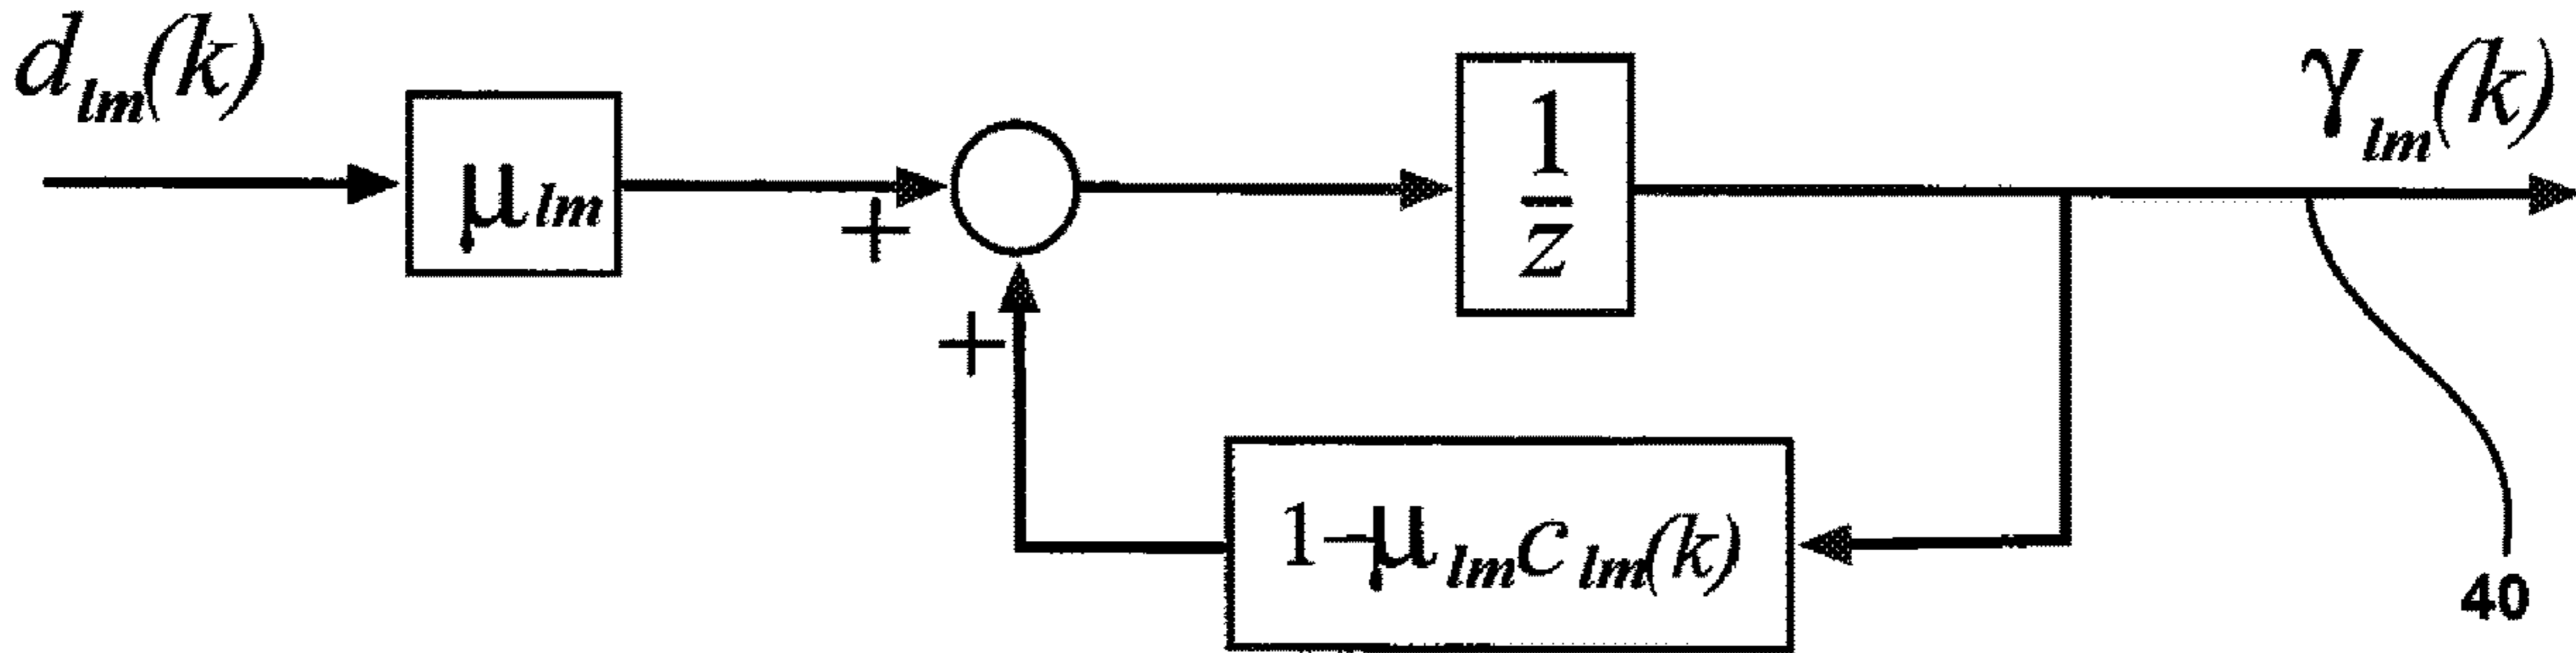 d_lm(k)
μ_lm
+
+
1
z
γ_lm(k)
1-μ_lm c_lm(k)
40